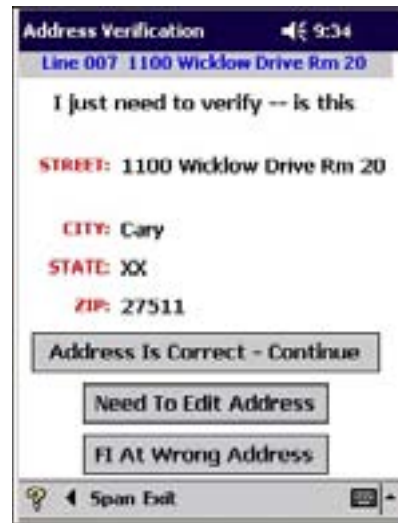 Address Verification 9:34
Line 007 1100 Wicklow Drive Rm 20
I just need to verify -- is this
STREET: 1100 Wicklow Drive Rm 20
CITY: Cary
STATE: XX
ZIP: 27511
Address Is Correct - Continue
Need To Edit Address
FI At Wrong Address
Span Exit